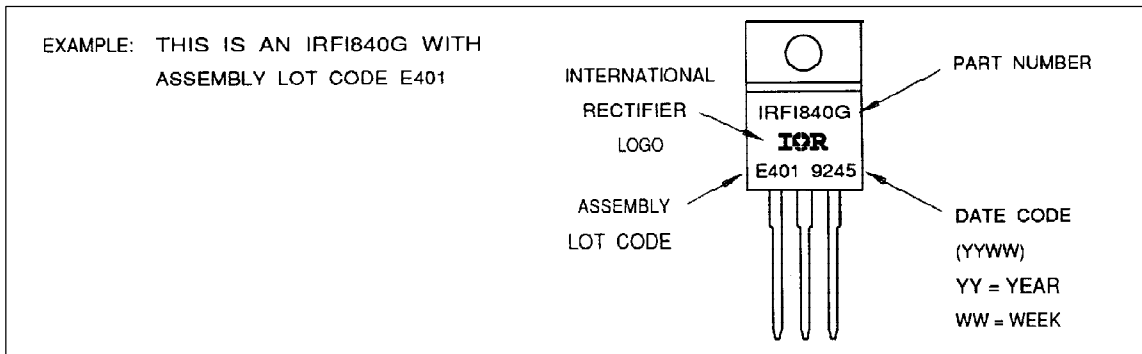 EXAMPLE: THIS IS AN IRFI840G WITH
ASSEMBLY LOT CODE E401
INTERNATIONAL
RECTIFIER
LOGO
PART NUMBER
IRFI840G
IOR
E401 9245
ASSEMBLY
LOT CODE
DATE CODE
(YYWW)
YY = YEAR
WW = WEEK